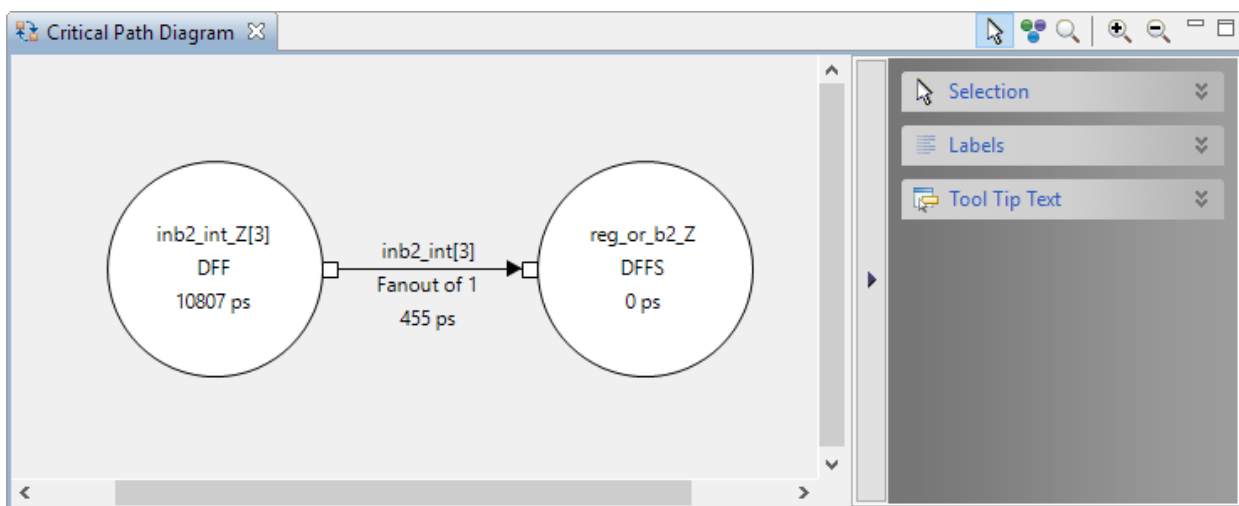 Critical Path Diagram
Selection
Labels
Tool Tip Text
inb2_int_Z[3]
DFF
10807 ps
inb2_int[3]
Fanout of 1
455 ps
reg_or_b2_Z
DFFS
0 ps